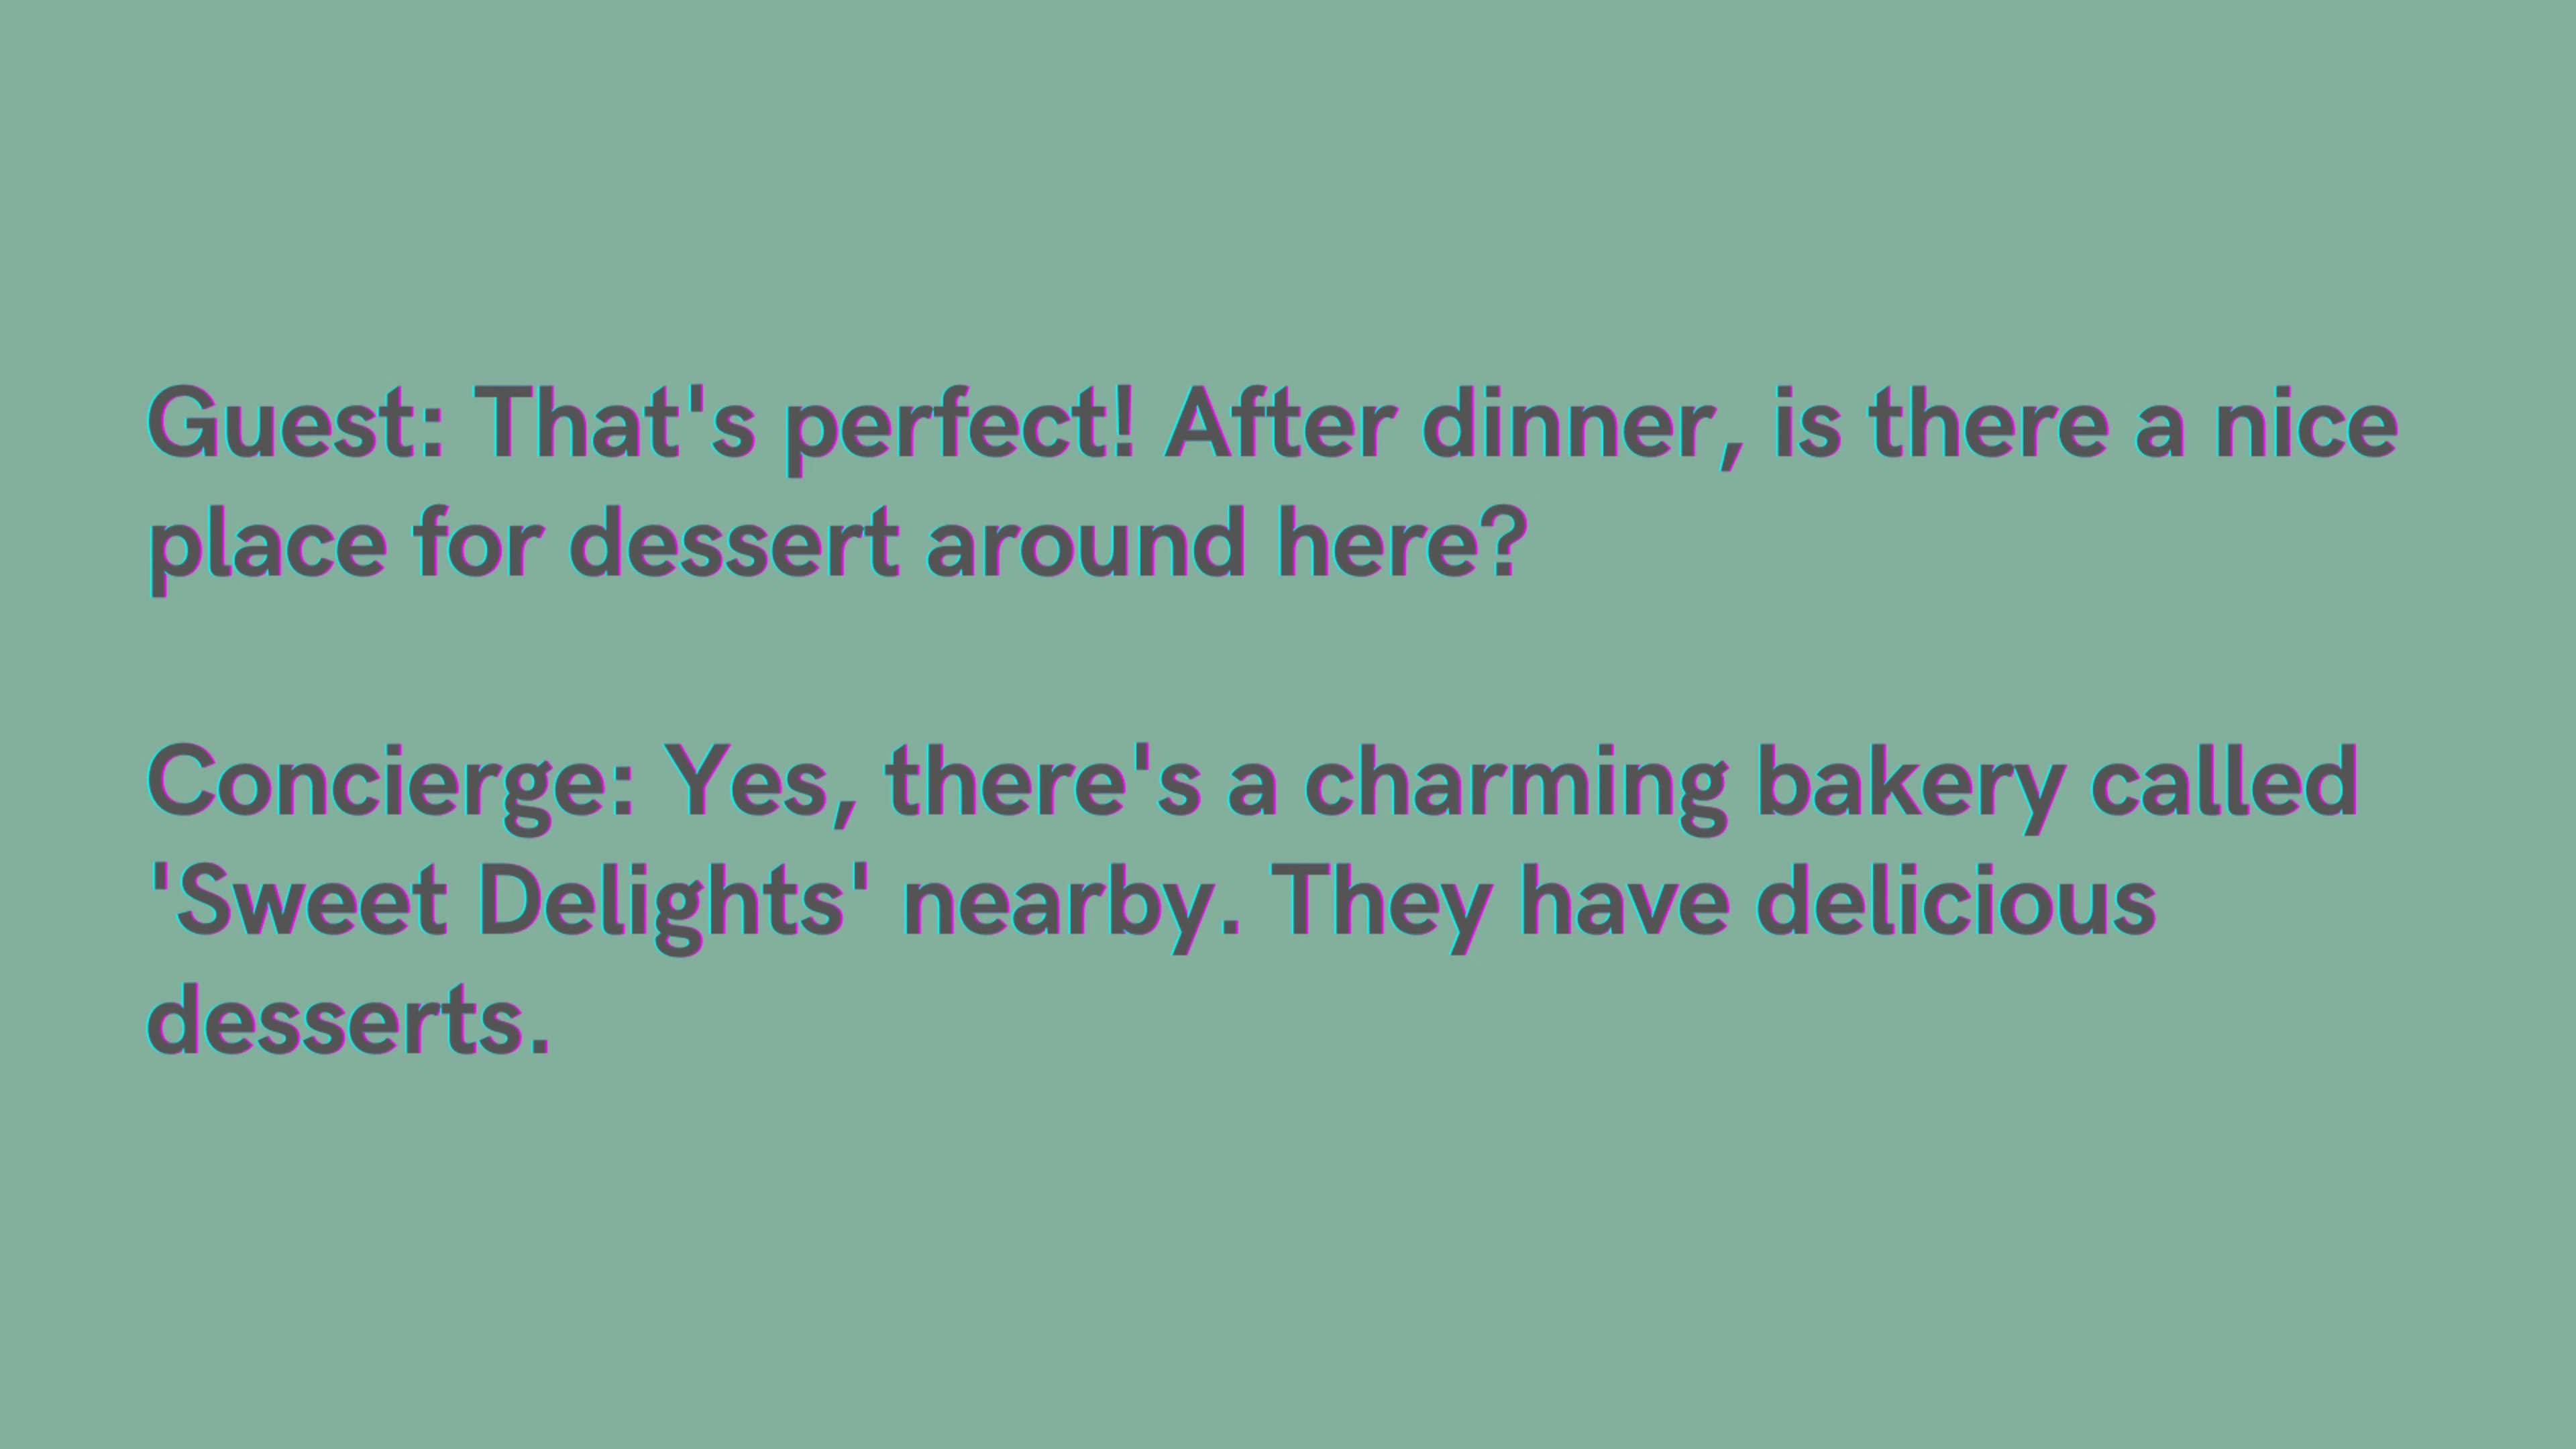 Guest: That's perfect! After dinner, is there a nice
place for dessert around here?
Concierge: Yes, there's a charming bakery called
'Sweet Delights' nearby. They have delicious
desserts.